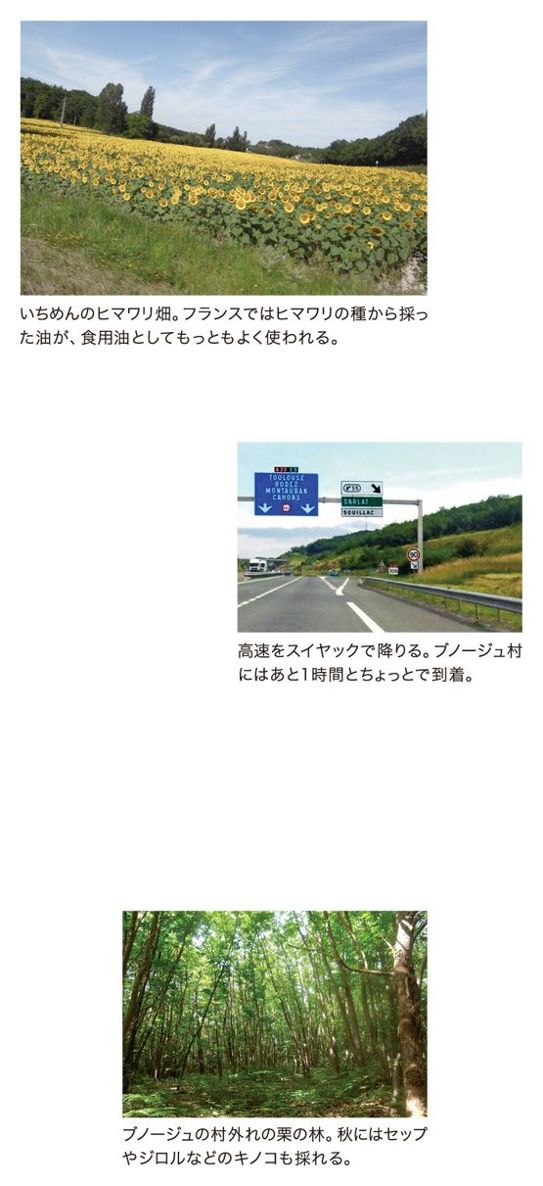 いちめんのヒマワリ畑。フランスではヒマワリの種から採っ
た油が、食用油としてもっともよく使われる。
A20 E9
TOULOUSE
RODEZ
MONTAUBAN
CAHORS
55
SARLAT
SOUILLAC
90
高速をスイヤックで降りる。ブノージュ村
にはあと1時間とちょっとで到着。
ブノージュの村外れの栗の林。秋にはセップ
やジロルなどのキノコも採れる。